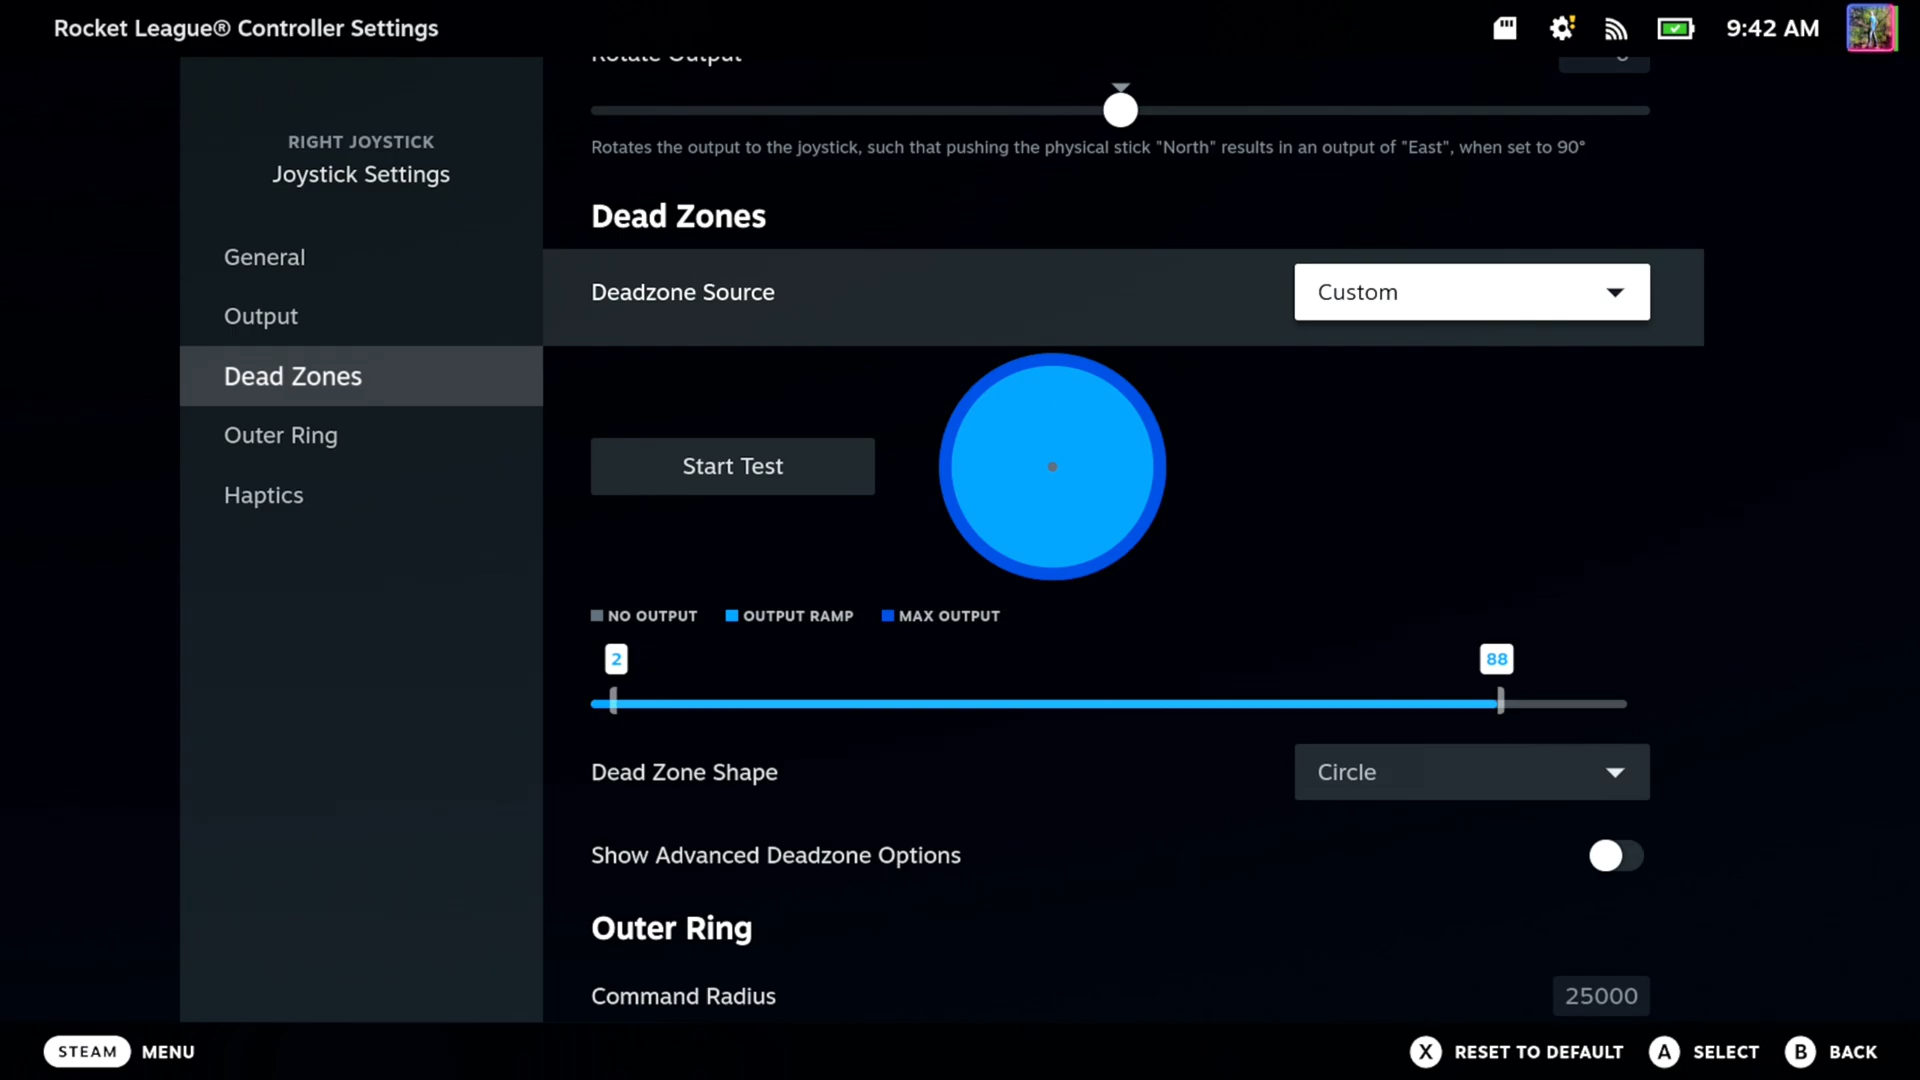 Rocket League® Controller Settings
9:42 AM
Rotate Output
RIGHT JOYSTICK
Joystick Settings
Rotates the output to the joystick, such that pushing the physical stick "North" results in an output of "East", when set to 90°
General
Output
Dead Zones
Outer Ring
Haptics
Dead Zones
Deadzone Source
Custom
Start Test
NO OUTPUT
OUTPUT RAMP
MAX OUTPUT
2
88
Dead Zone Shape
Circle
Show Advanced Deadzone Options
Outer Ring
Command Radius
25000
STEAM MENU
X RESET TO DEFAULT
A SELECT
B BACK